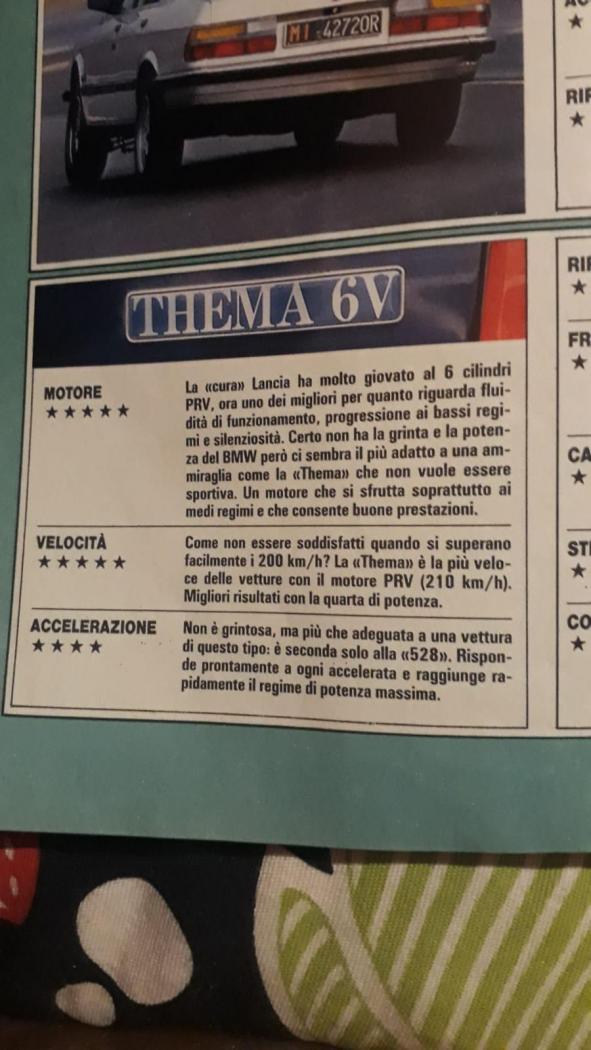 MI 42720R
THEMA 6V
MOTORE
★★★★★
La «cura» Lancia ha molto giovato al 6 cilindri
PRV, ora uno dei migliori per quanto riguarda flui-
dità di funzionamento, progressione ai bassi regi-
mi e silenziosità. Certo non ha la grinta e la poten-
za del BMW però ci sembra il più adatto a una am-
miraglia come la «Thema» che non vuole essere
sportiva. Un motore che si sfrutta soprattutto ai
medi regimi e che consente buone prestazioni.
VELOCITÀ
★★★★★
Come non essere soddisfatti quando si superano
facilmente i 200 km/h? La «Thema» è la più velo-
ce delle vetture con il motore PRV (210 km/h).
Migliori risultati con la quarta di potenza.
ACCELERAZIONE
★★★★
Non è grintosa, ma più che adeguata a una vettura
di questo tipo: è seconda solo alla «528». Rispon-
de prontamente a ogni accelerata e raggiunge ra-
pidamente il regime di potenza massima.
RIF
★
RIF
★
FR
★
CA
★
STI
★
CO
★